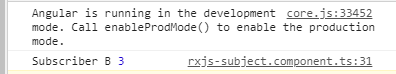 Angular is running in the development core.js:33452
mode. Call enableProdMode() to enable the production
mode.
Subscriber B 3 rxjs-subject.component.ts:31